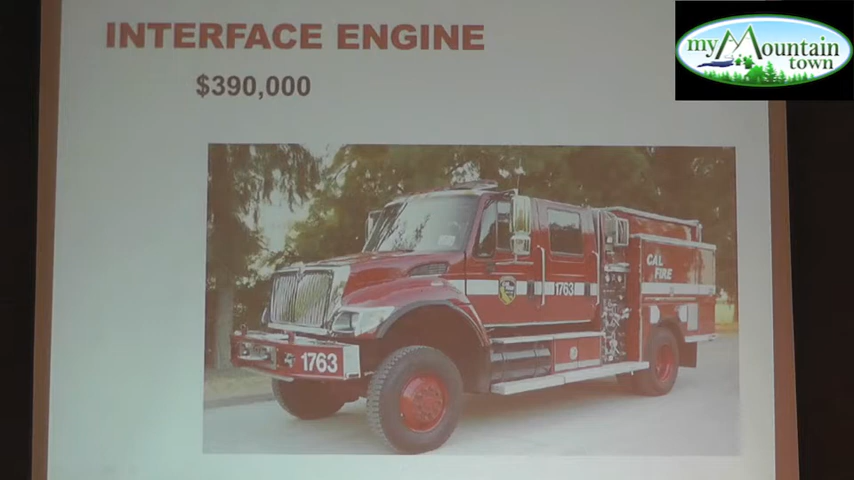 INTERFACE ENGINE
$390,000
my Mountain
town
CAL
FIRE
1763
1763